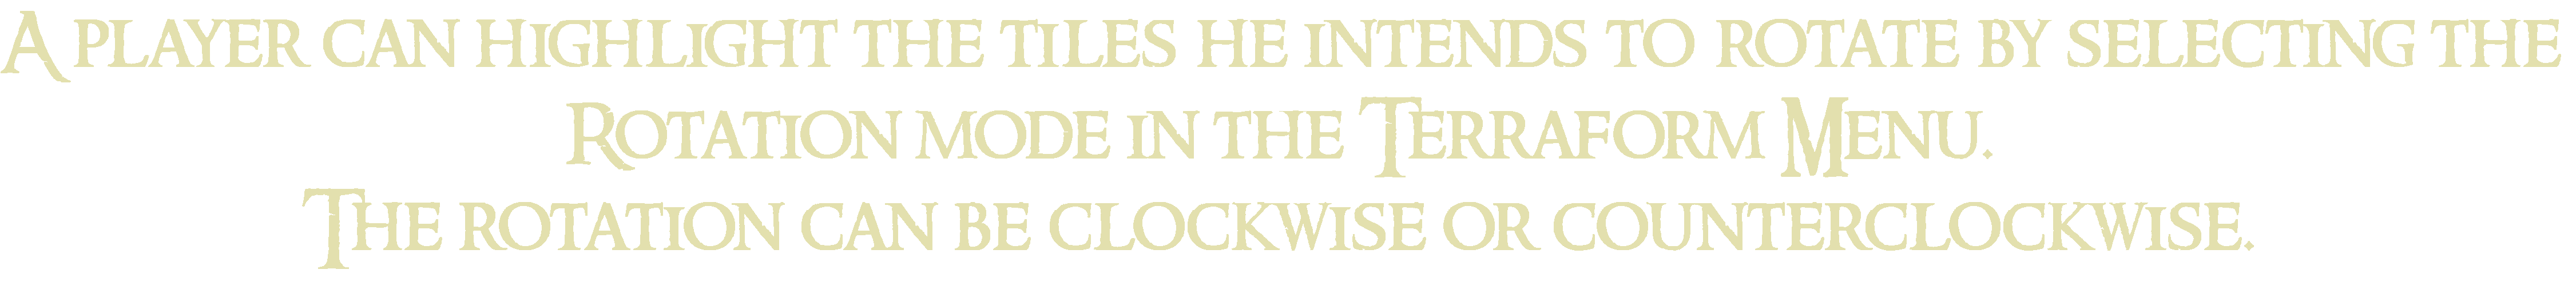 A player can highlight the tiles he intends to rotate by selecting the
Rotation mode in the Terraform Menu.
The rotation can be clockwise or counterclockwise.